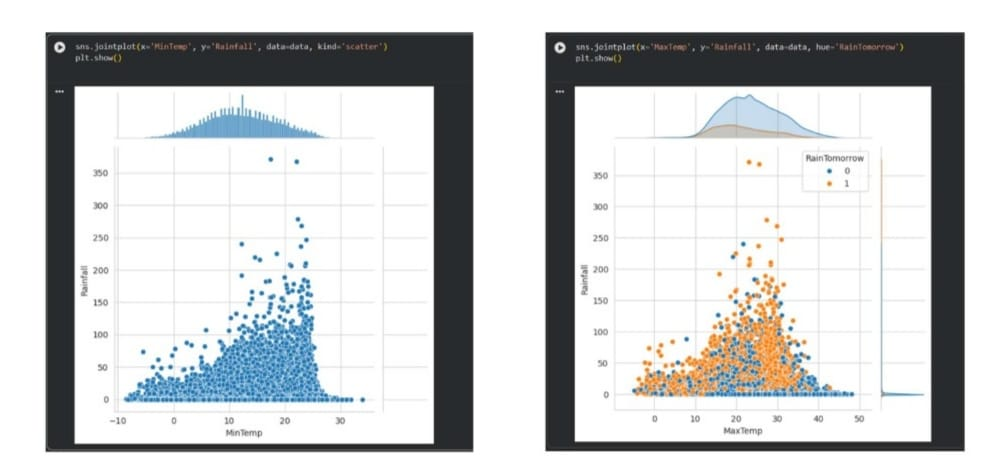 sns.jointplot(x='MinTemp', y='Rainfall', data=data, kind='scatter')
plt.show()
350
300
250
200
150
100
50
0
Rainfall
-10 0 10 20 30
MinTemp
sns.jointplot(x='MaxTemp', y='Rainfall', data=data, hue='RainTomorrow')
plt.show()
RainTomorrow
0
1
350
300
250
200
150
100
50
0
Rainfall
0 10 20 30 40 50
MaxTemp